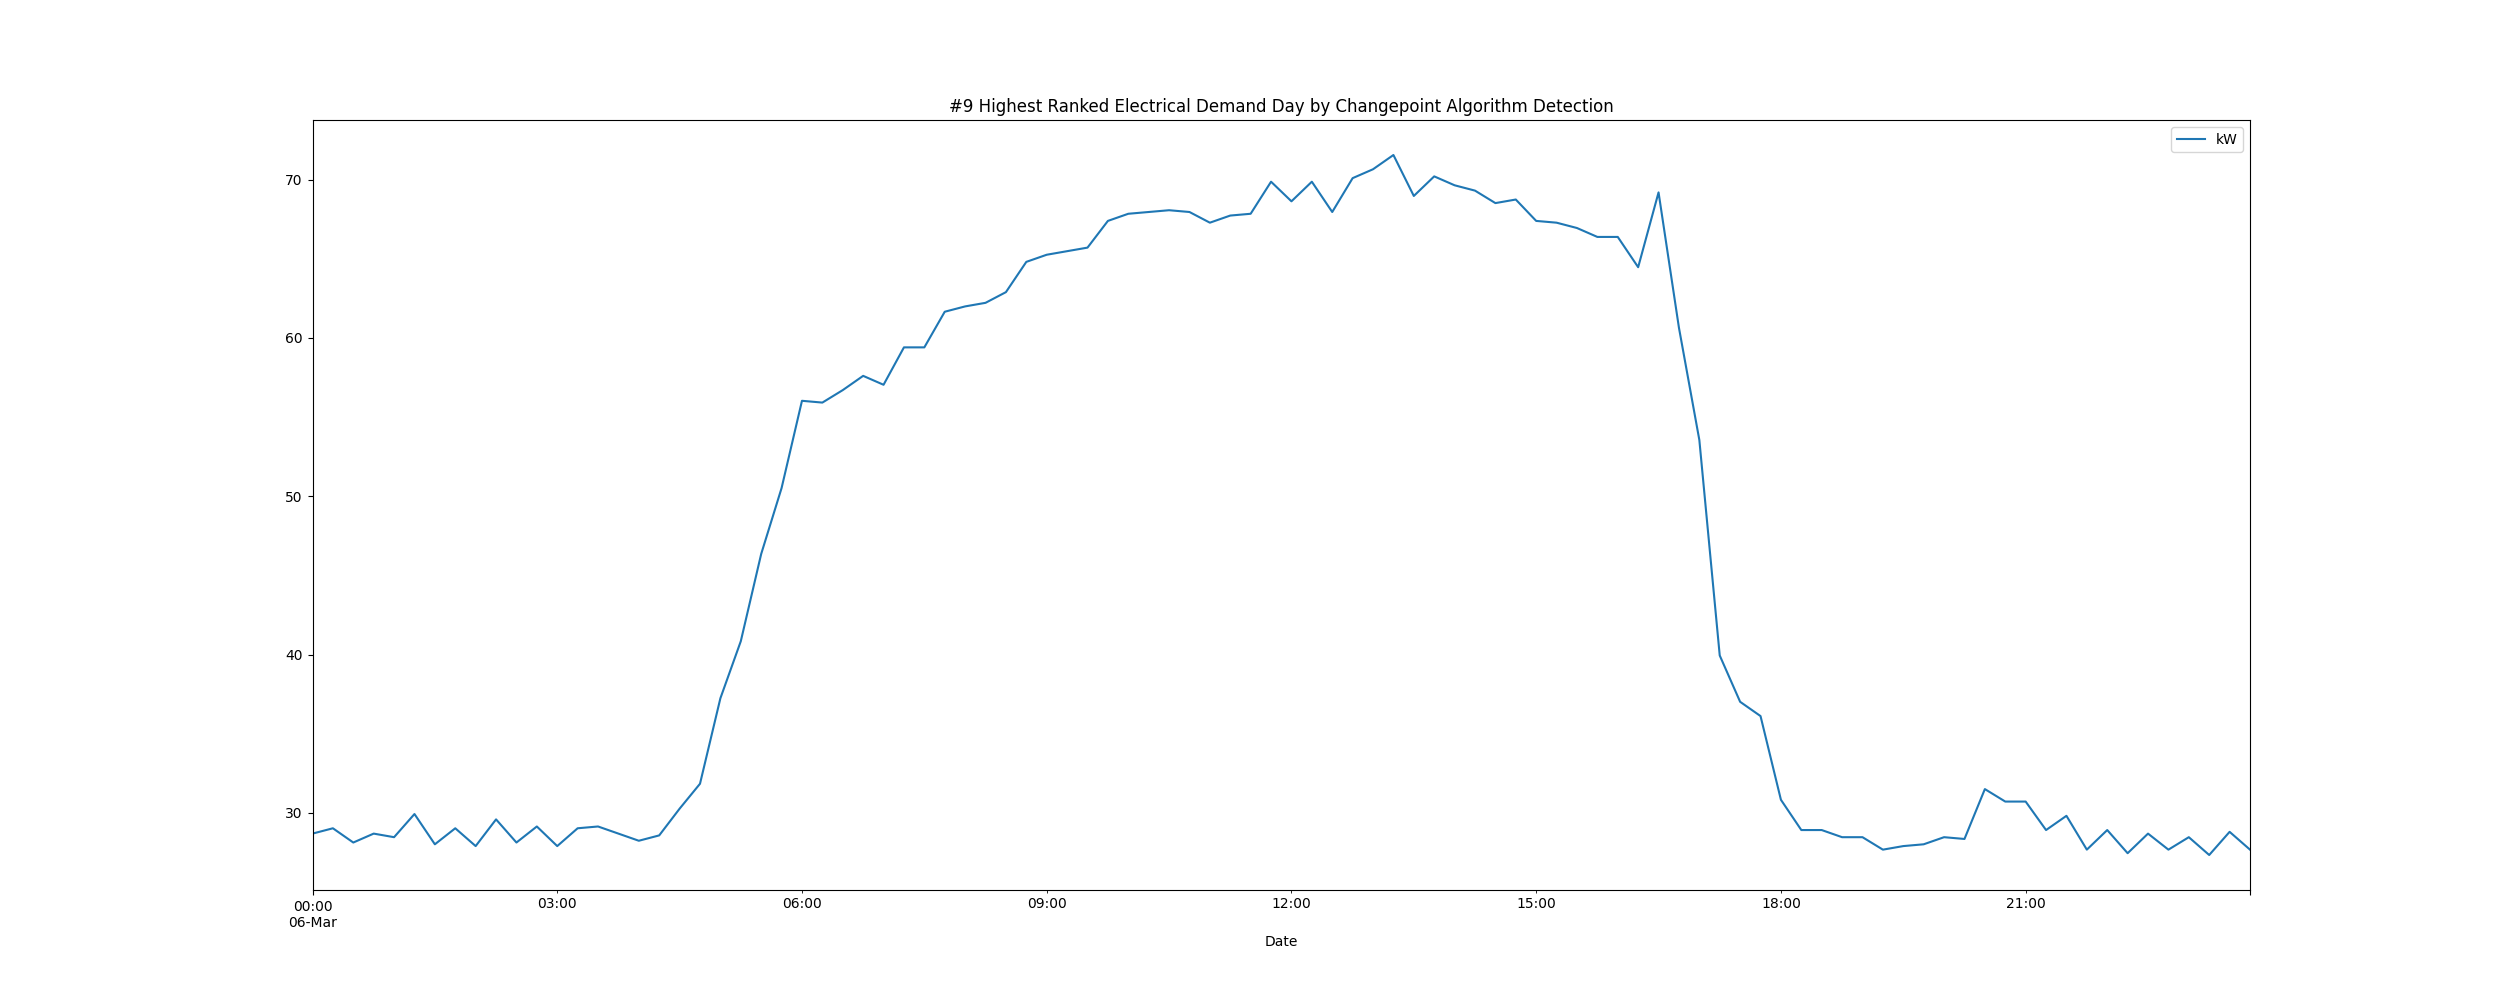 #9 Highest Ranked Electrical Demand Day by Changepoint Algorithm Detection
kW
70
60
50
40
30
00:00 03:00 06:00 09:00 12:00 15:00 18:00 21:00
06-Mar
Date